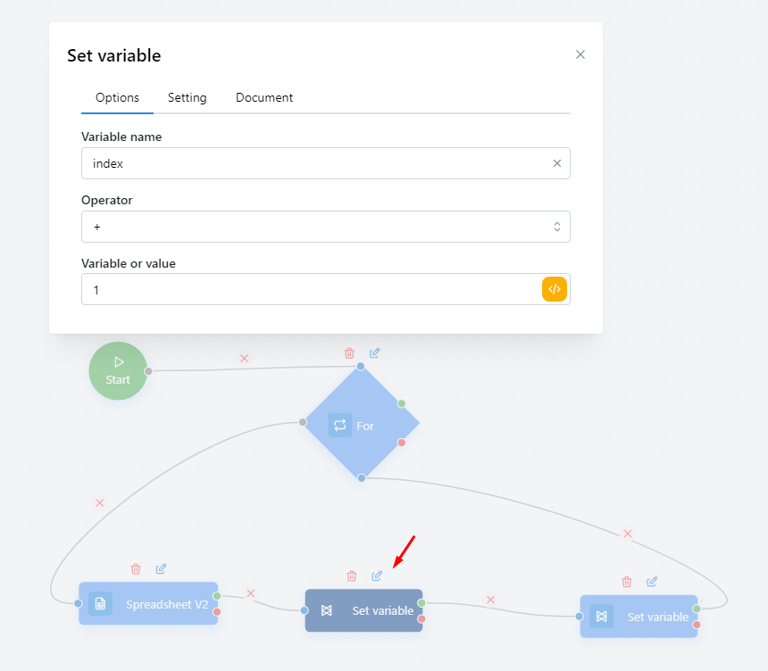 Set variable
Options Setting Document
Variable name
index
Operator
+
Variable or value
1
</>
Start
For
Spreadsheet V2
Set variable
Set variable